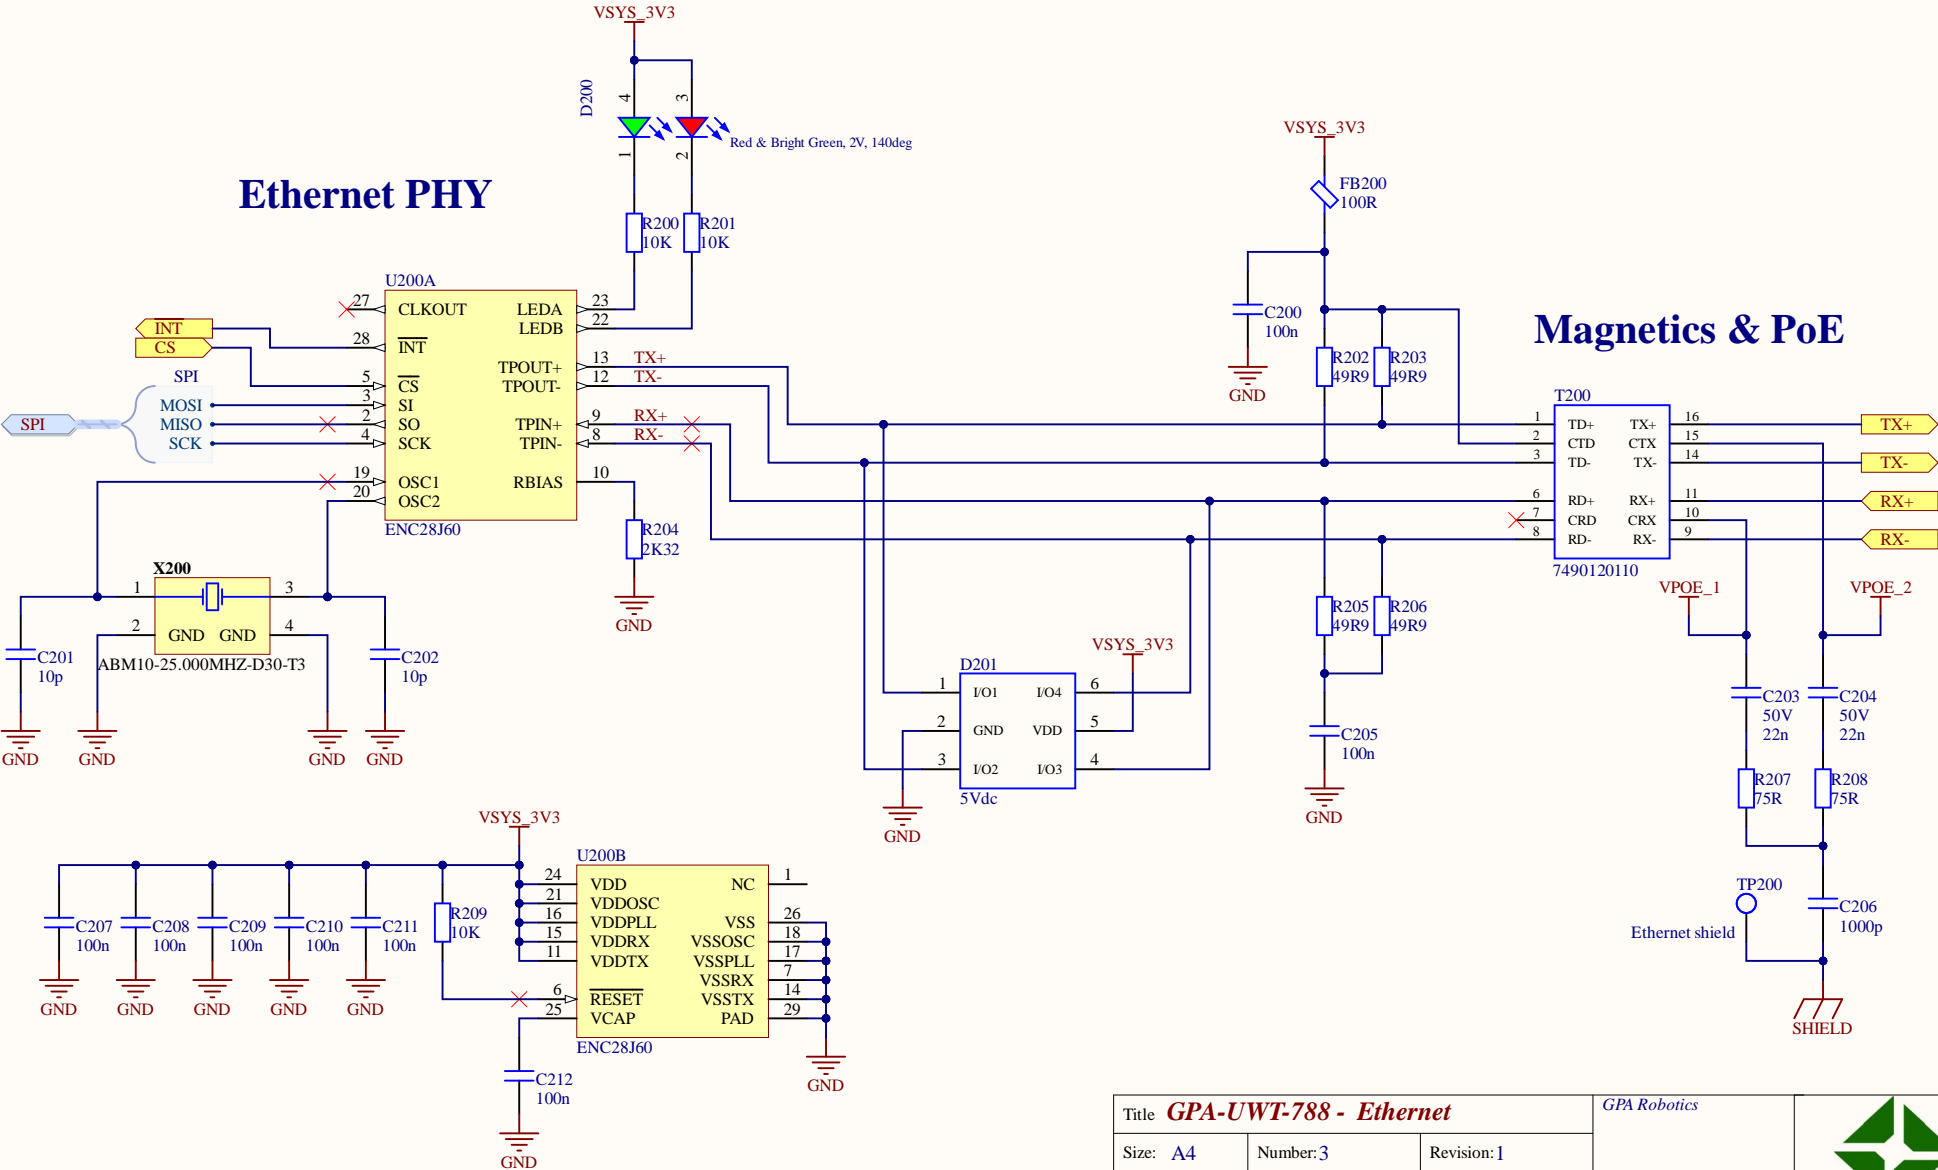 VSYS_3V3
D200
4
3
1
2
Red & Bright Green, 2V, 140deg
Ethernet PHY
R200
10K
R201
10K
U200A
27
CLKOUT
LEDA
23
LEDB
22
INT
28
INT
CS
TPOUT+
13
TX+
TPOUT-
12
TX-
5
CS
SPI
MOSI
3
SI
SPI
MISO
2
SO
TPIN+
9
RX+
SCK
4
SCK
TPIN-
8
RX-
19
OSC1
RBIAS
10
20
OSC2
ENC28J60
R204
2K32
GND
X200
1
3
2
GND
GND
4
ABM10-25.000MHZ-D30-T3
C201
10p
C202
10p
GND
GND
GND
GND
VSYS_3V3
FB200
100R
C200
100n
GND
R202
49R9
R203
49R9
Magnetics & PoE
T200
1
TD+
TX+
16
TX+
2
CTD
CTX
15
3
TD-
TX-
14
TX-
6
RD+
RX+
11
RX+
7
CRD
CRX
10
8
RD-
RX-
9
RX-
7490120110
VPOE_1
VPOE_2
R205
49R9
R206
49R9
C205
100n
GND
VSYS_3V3
D201
1
I/O1
I/O4
6
2
GND
VDD
5
3
I/O2
I/O3
4
5Vdc
GND
C203
50V
22n
C204
50V
22n
R207
75R
R208
75R
TP200
Ethernet shield
C206
1000p
SHIELD
VSYS_3V3
U200B
C207
100n
C208
100n
C209
100n
C210
100n
C211
100n
R209
10K
GND
GND
GND
GND
GND
24
VDD
NC
1
21
VDDOSC
16
VDDPLL
VSS
26
15
VDDRX
VSSOSC
18
11
VDDTX
VSSPLL
17
VSSRX
7
6
RESET
VSSTX
14
25
VCAP
PAD
29
ENC28J60
GND
C212
100n
GND
Title GPA-UWT-788 - Ethernet
GPA Robotics
Size: A4
Number: 3
Revision: 1